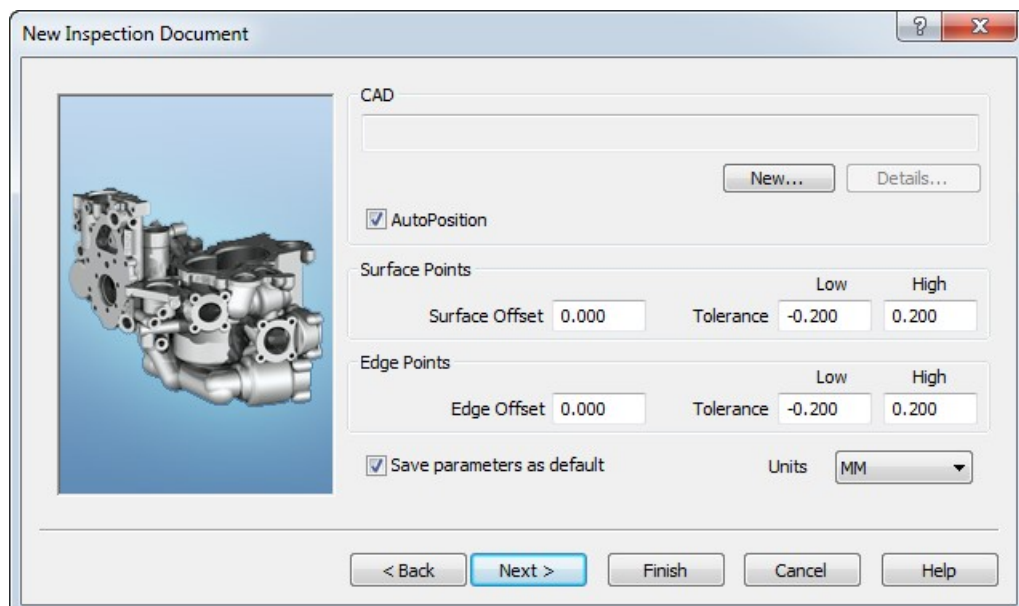 New Inspection Document
CAD
New... Details...
AutoPosition
Surface Points
Low High
Surface Offset 0.000 Tolerance -0.200 0.200
Edge Points
Low High
Edge Offset 0.000 Tolerance -0.200 0.200
Save parameters as default Units MM
< Back Next > Finish Cancel Help